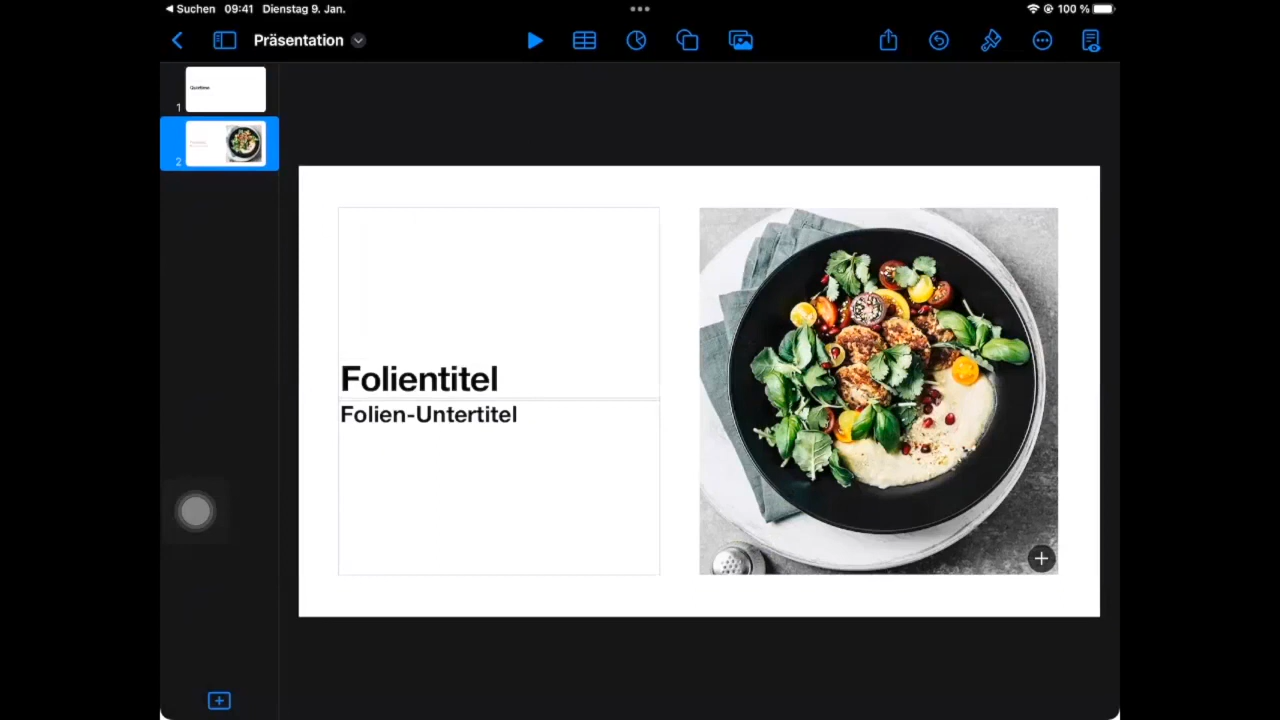 Suchen 09:41 Dienstag 9. Jan.
100 %
Präsentation
1
2
Folientitel
Folien-Untertitel